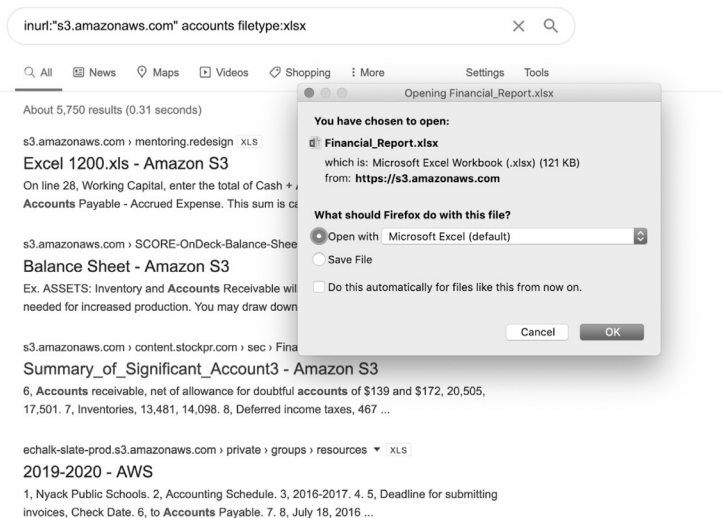 inurl:"s3.amazonaws.com" accounts filetype:xlsx
All News Maps Videos Shopping More Settings Tools
About 5,750 results (0.31 seconds)
s3.amazonaws.com › mentoring.redesign XLS
Excel 1200.xls - Amazon S3
On line 28, Working Capital, enter the total of Cash +
Accounts Payable - Accrued Expense. This sum is
s3.amazonaws.com › SCORE-OnDeck-Balance-Shee
Balance Sheet - Amazon S3
Ex. ASSETS: Inventory and Accounts Receivable wil
needed for increased production. You may draw down
s3.amazonaws.com › content.stockpr.com › sec › Fina
Summary_of_Significant_Account3 - Amazon S3
6, Accounts receivable, net of allowance for doubtful accounts of $139 and $172, 20,505,
17,501. 7, Inventories, 13,481, 14,098. 8, Deferred income taxes, 467 ...
echalk-slate-prod.s3.amazonaws.com › private › groups › resources XLS
2019-2020 - AWS
1, Nyack Public Schools. 2, Accounting Schedule. 3, 2016-2017. 4. 5, Deadline for submitting
invoices, Check Date. 6, to Accounts Payable. 7. 8, July 18, 2016 ...
Opening Financial_Report.xlsx
You have chosen to open:
Financial_Report.xlsx
which is: Microsoft Excel Workbook (.xlsx) (121 KB)
from: https://s3.amazonaws.com
What should Firefox do with this file?
Open with Microsoft Excel (default)
Save File
Do this automatically for files like this from now on.
Cancel OK